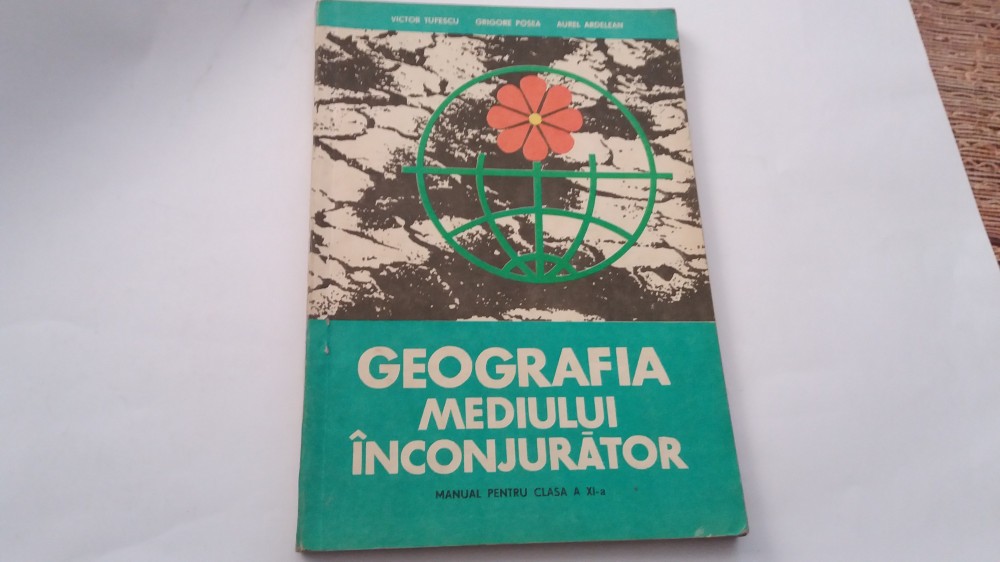 VICTOR TUFESCU GRIGORE POSEA AUREL ARDELEAN
GEOGRAFIA
MEDIULUI
ÎNCONJURĂTOR
MANUAL PENTRU CLASA A XI-a